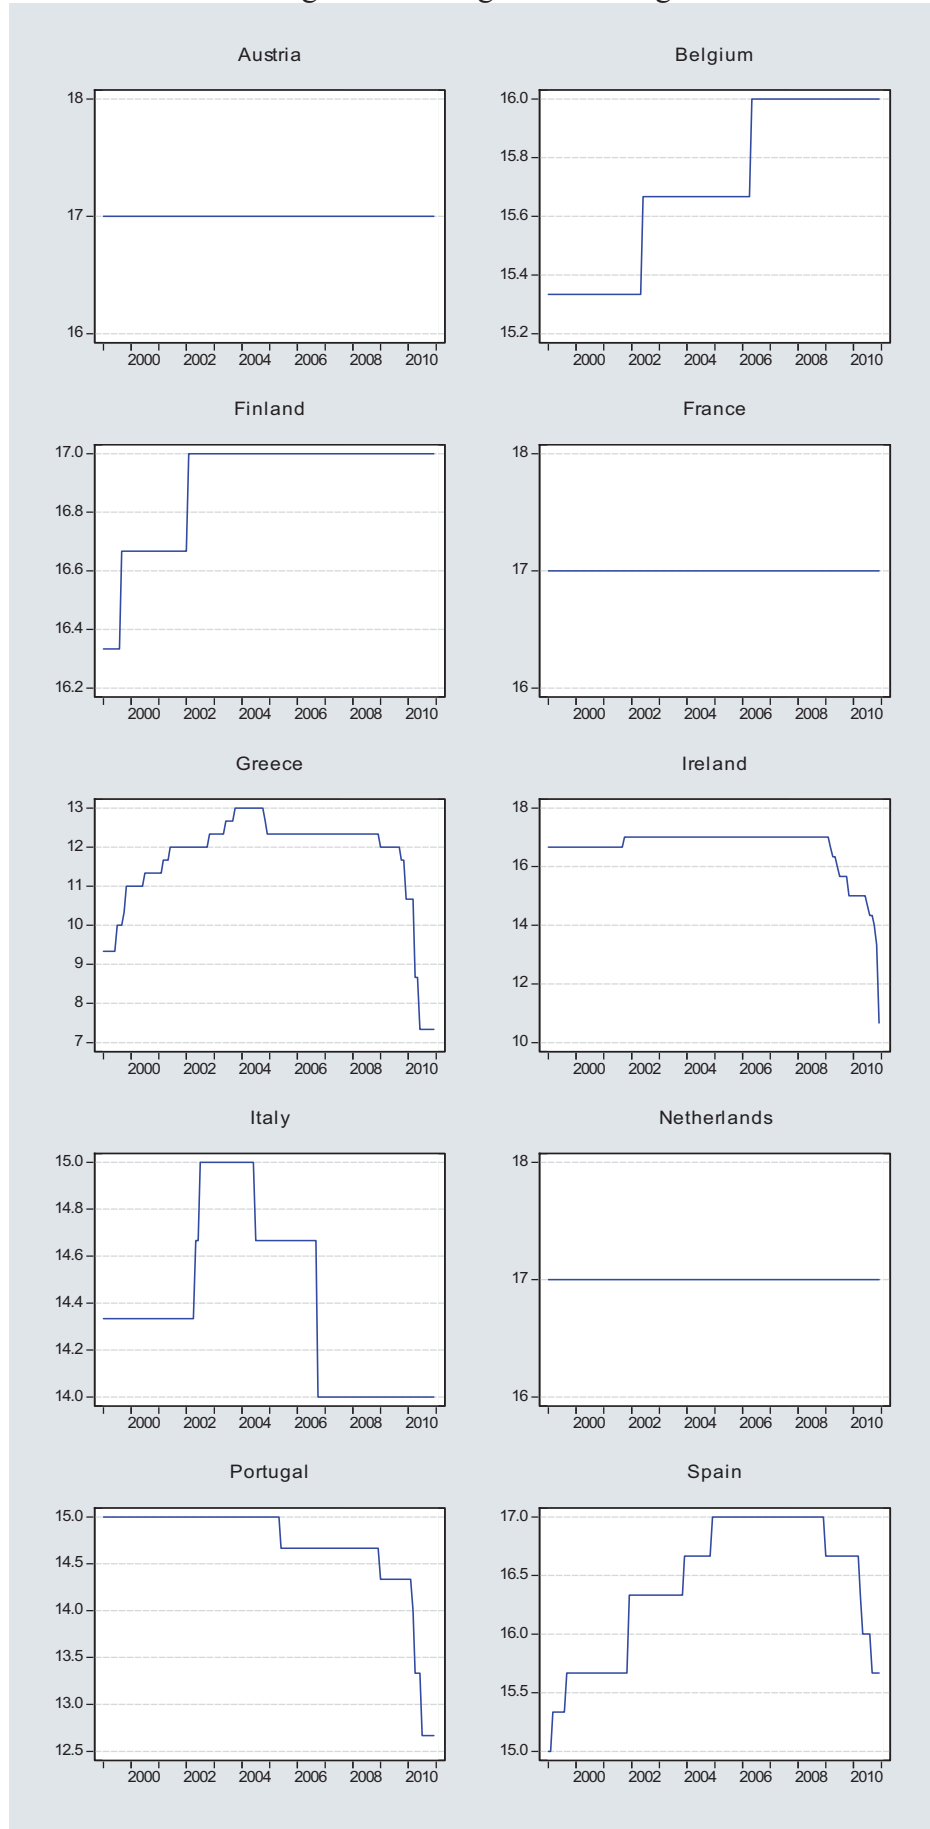 Austria
18
17
16
2000 2002 2004 2006 2008 2010
Belgium
16.0
15.8
15.6
15.4
15.2
2000 2002 2004 2006 2008 2010
Finland
17.0
16.8
16.6
16.4
16.2
2000 2002 2004 2006 2008 2010
France
18
17
16
2000 2002 2004 2006 2008 2010
Greece
13
12
11
10
9
8
7
2000 2002 2004 2006 2008 2010
Ireland
18
16
14
12
10
2000 2002 2004 2006 2008 2010
Italy
15.0
14.8
14.6
14.4
14.2
14.0
2000 2002 2004 2006 2008 2010
Netherlands
18
17
16
2000 2002 2004 2006 2008 2010
Portugal
15.0
14.5
14.0
13.5
13.0
12.5
2000 2002 2004 2006 2008 2010
Spain
17.0
16.5
16.0
15.5
15.0
2000 2002 2004 2006 2008 2010